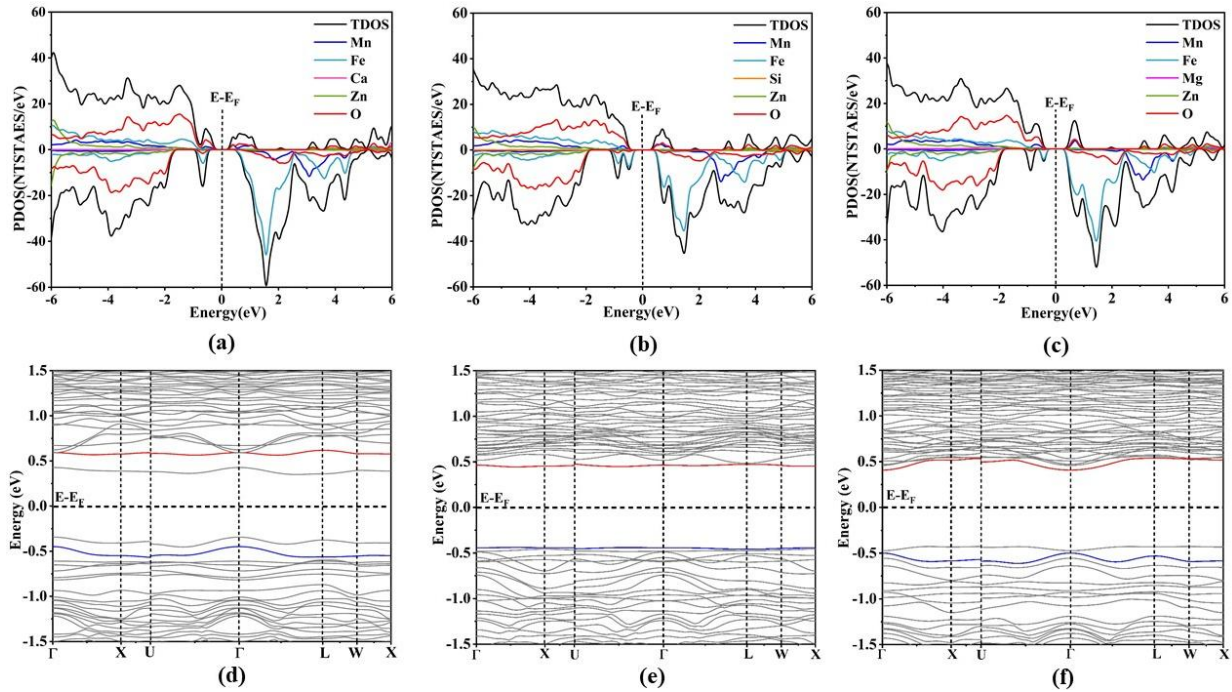 60
40
20
0
-20
-40
-60
PDOS(NTSTAES/eV)
E-EF
TDOS
Mn
Fe
Ca
Zn
O
-6
-4
-2
0
2
4
6
Energy(eV)
(a)
60
40
20
0
-20
-40
-60
PDOS(NTSTAES/eV)
E-EF
TDOS
Mn
Fe
Si
Zn
O
-6
-4
-2
0
2
4
6
Energy(eV)
(b)
60
40
20
0
-20
-40
-60
PDOS(NTSTAES/eV)
E-EF
TDOS
Mn
Fe
Mg
Zn
O
-6
-4
-2
0
2
4
6
Energy(eV)
(c)
1.5
1.0
0.5
0.0
-0.5
-1.0
-1.5
Energy (eV)
E-EF
Γ
X
U
Γ
L
W
X
(d)
1.5
1.0
0.5
0.0
-0.5
-1.0
-1.5
Energy (eV)
E-EF
Γ
X
U
Γ
L
W
X
(e)
1.5
1.0
0.5
0.0
-0.5
-1.0
-1.5
Energy (eV)
E-EF
Γ
X
U
Γ
L
W
X
(f)